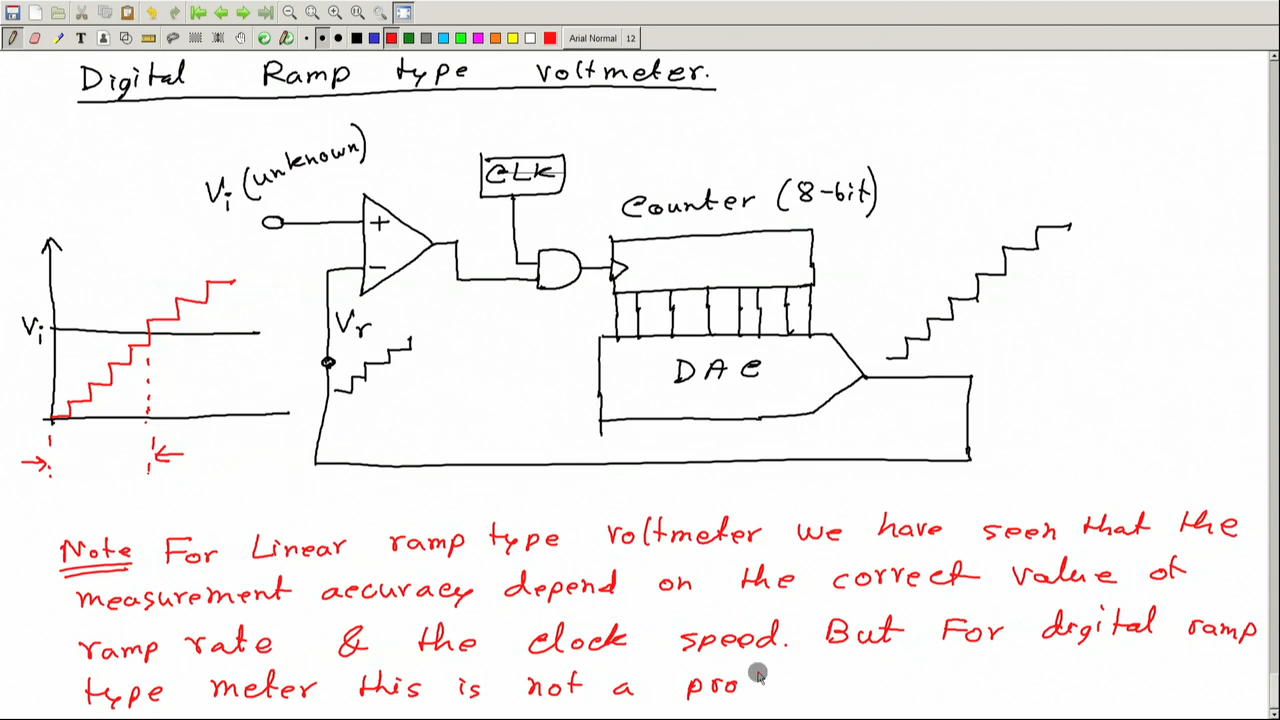 Arial Normal 12
Digital Ramp type voltmeter.
Vi (unknown)
CLK
Counter (8-bit)
+
−
Vi
Vr
DAC
Note For Linear ramp type voltmeter we have seen that the
measurement accuracy depend on the correct value of
ramp rate & the clock speed. But For digital ramp
type meter this is not a pro